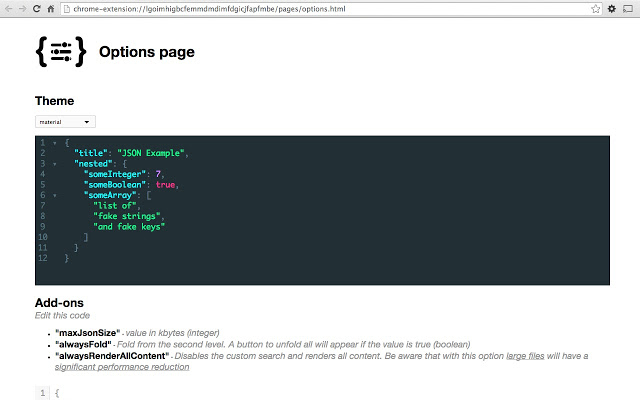 chrome-extension://lgoimhigbcfemmdmdimfdgicjfapfmbe/pages/options.html
Options page
Theme
material
1 {
2 "title": "JSON Example",
3 "nested": {
4 "someInteger": 7,
5 "someBoolean": true,
6 "someArray": [
7 "list of",
8 "fake strings",
9 "and fake keys"
10 ]
11 }
12 }
Add-ons
Edit this code
• "maxJsonSize" - value in kbytes (integer)
• "alwaysFold" - Fold from the second level. A button to unfold all will appear if the value is true (boolean)
• "alwaysRenderAllContent" - Disables the custom search and renders all content. Be aware that with this option large files will have a
significant performance reduction
1 {